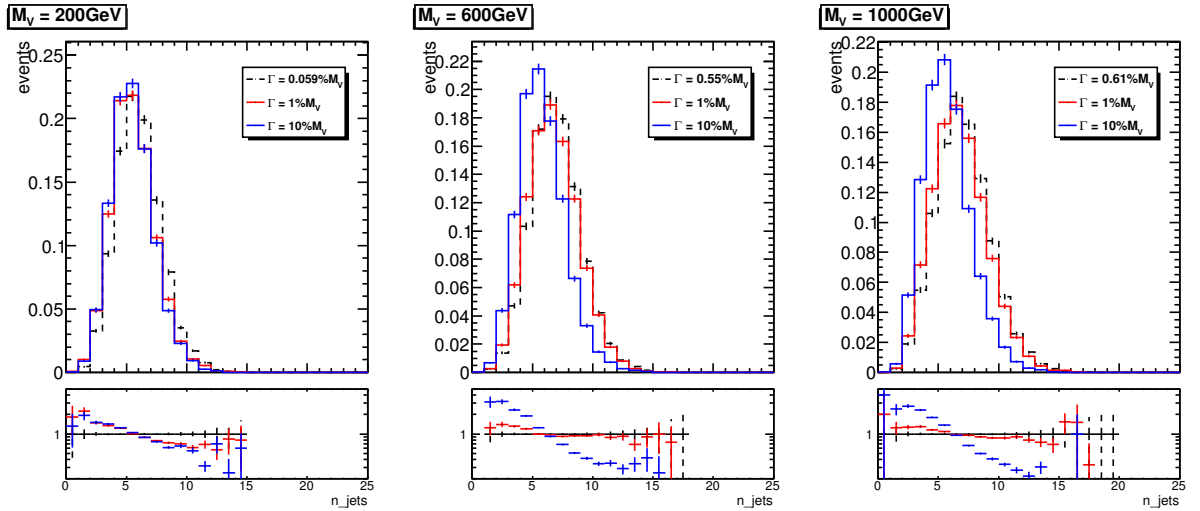 M_V = 200GeV
events
0.25
0.2
0.15
0.1
0.05
0
Γ = 0.059%M_V
Γ = 1%M_V
Γ = 10%M_V
1
0 5 10 15 20 25
n_jets
M_V = 600GeV
events
0.22
0.2
0.18
0.16
0.14
0.12
0.1
0.08
0.06
0.04
0.02
0
Γ = 0.55%M_V
Γ = 1%M_V
Γ = 10%M_V
1
0 5 10 15 20 25
n_jets
M_V = 1000GeV
events
0.22
0.2
0.18
0.16
0.14
0.12
0.1
0.08
0.06
0.04
0.02
0
Γ = 0.61%M_V
Γ = 1%M_V
Γ = 10%M_V
1
0 5 10 15 20 25
n_jets